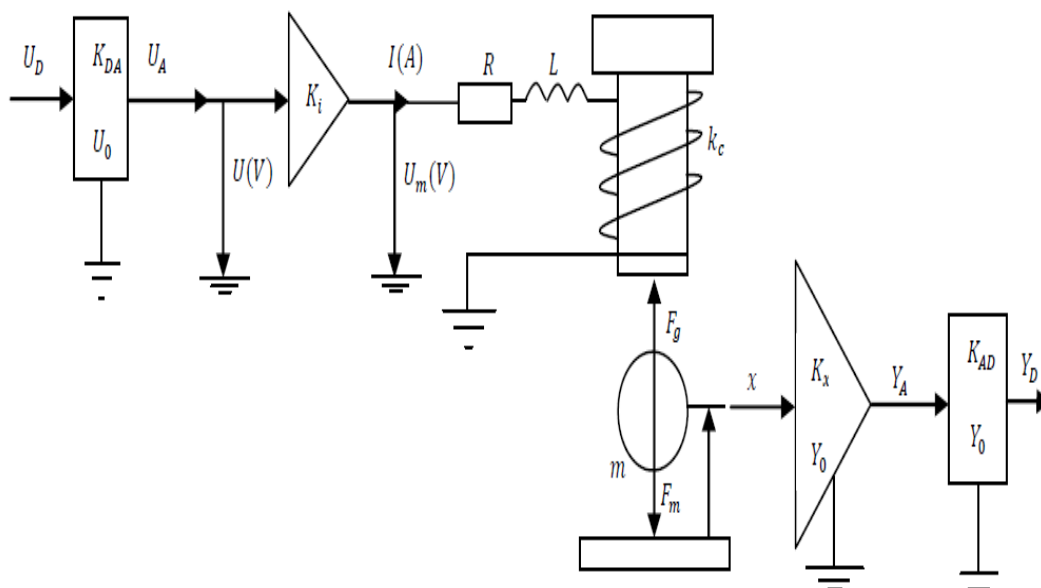 U_D
K_DA
U_0
U_A
U(V)
K_i
I(A)
U_m(V)
R
L
k_c
F_g
m
F_m
x
K_x
Y_0
Y_A
K_AD
Y_0
Y_D